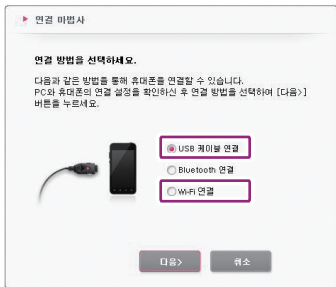 연결 마법사
연결 방법을 선택하세요.
다음과 같은 방법을 통해 휴대폰을 연결할 수 있습니다.
PC와 휴대폰의 연결 설정을 확인하신 후 연결 방법을 선택하여 [다음>]
버튼을 누르세요.
USB 케이블 연결
Bluetooth 연결
Wi-Fi 연결
다음>
취소